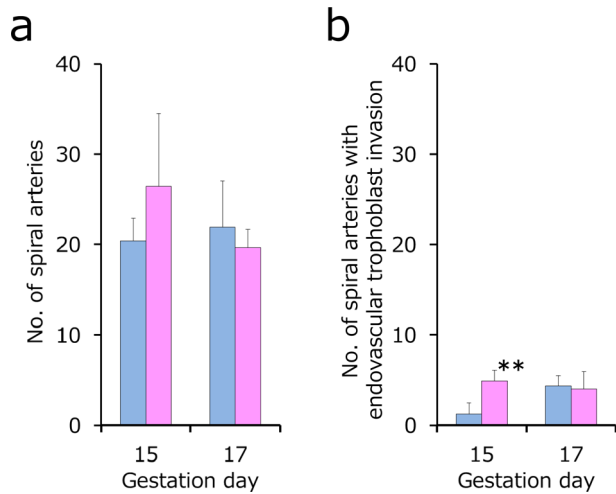 a
40
30
20
10
0
No. of spiral arteries
15 17
Gestation day
b
40
30
20
10
0
No. of spiral arteries with
endovascular trophoblast invasion
**
15 17
Gestation day